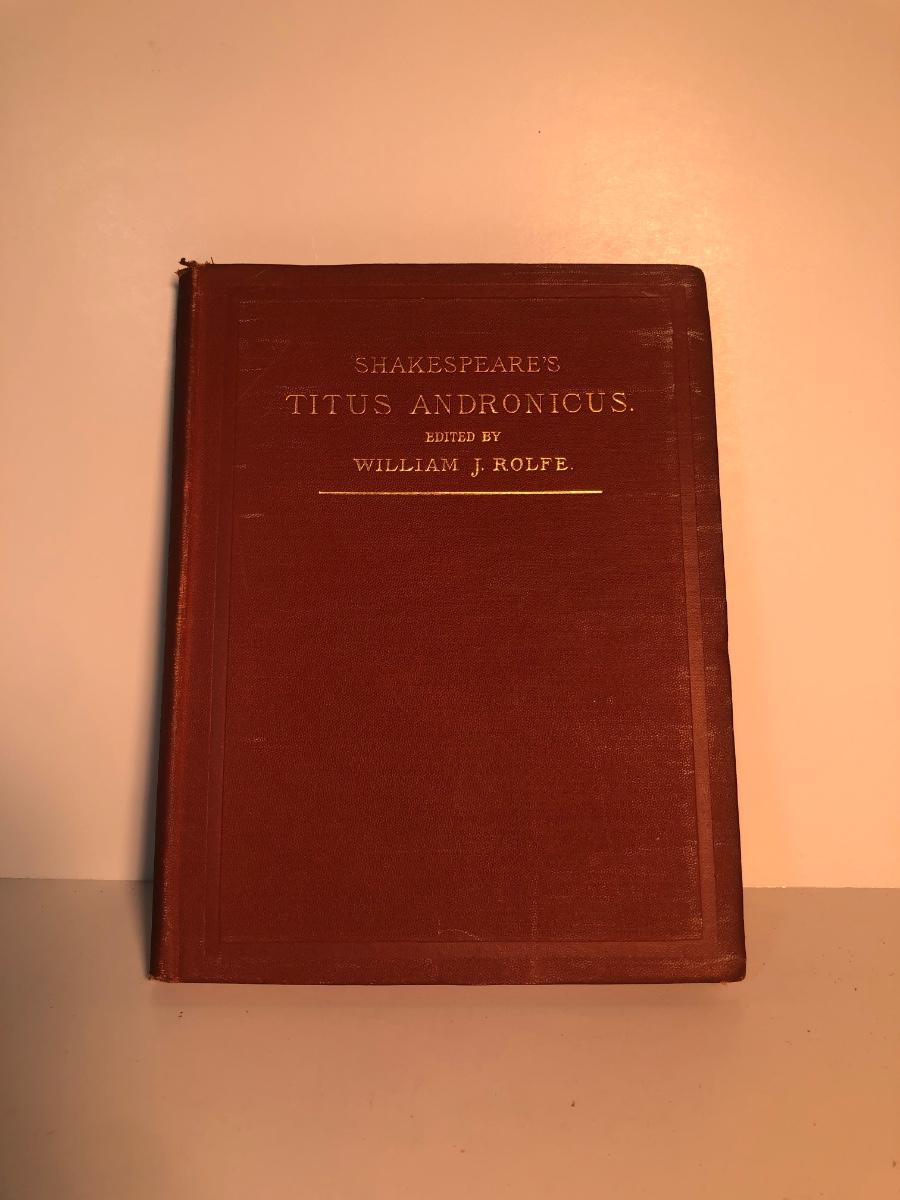 SHAKESPEARE'S
TITUS ANDRONICUS.
EDITED BY
WILLIAM J. ROLFE.